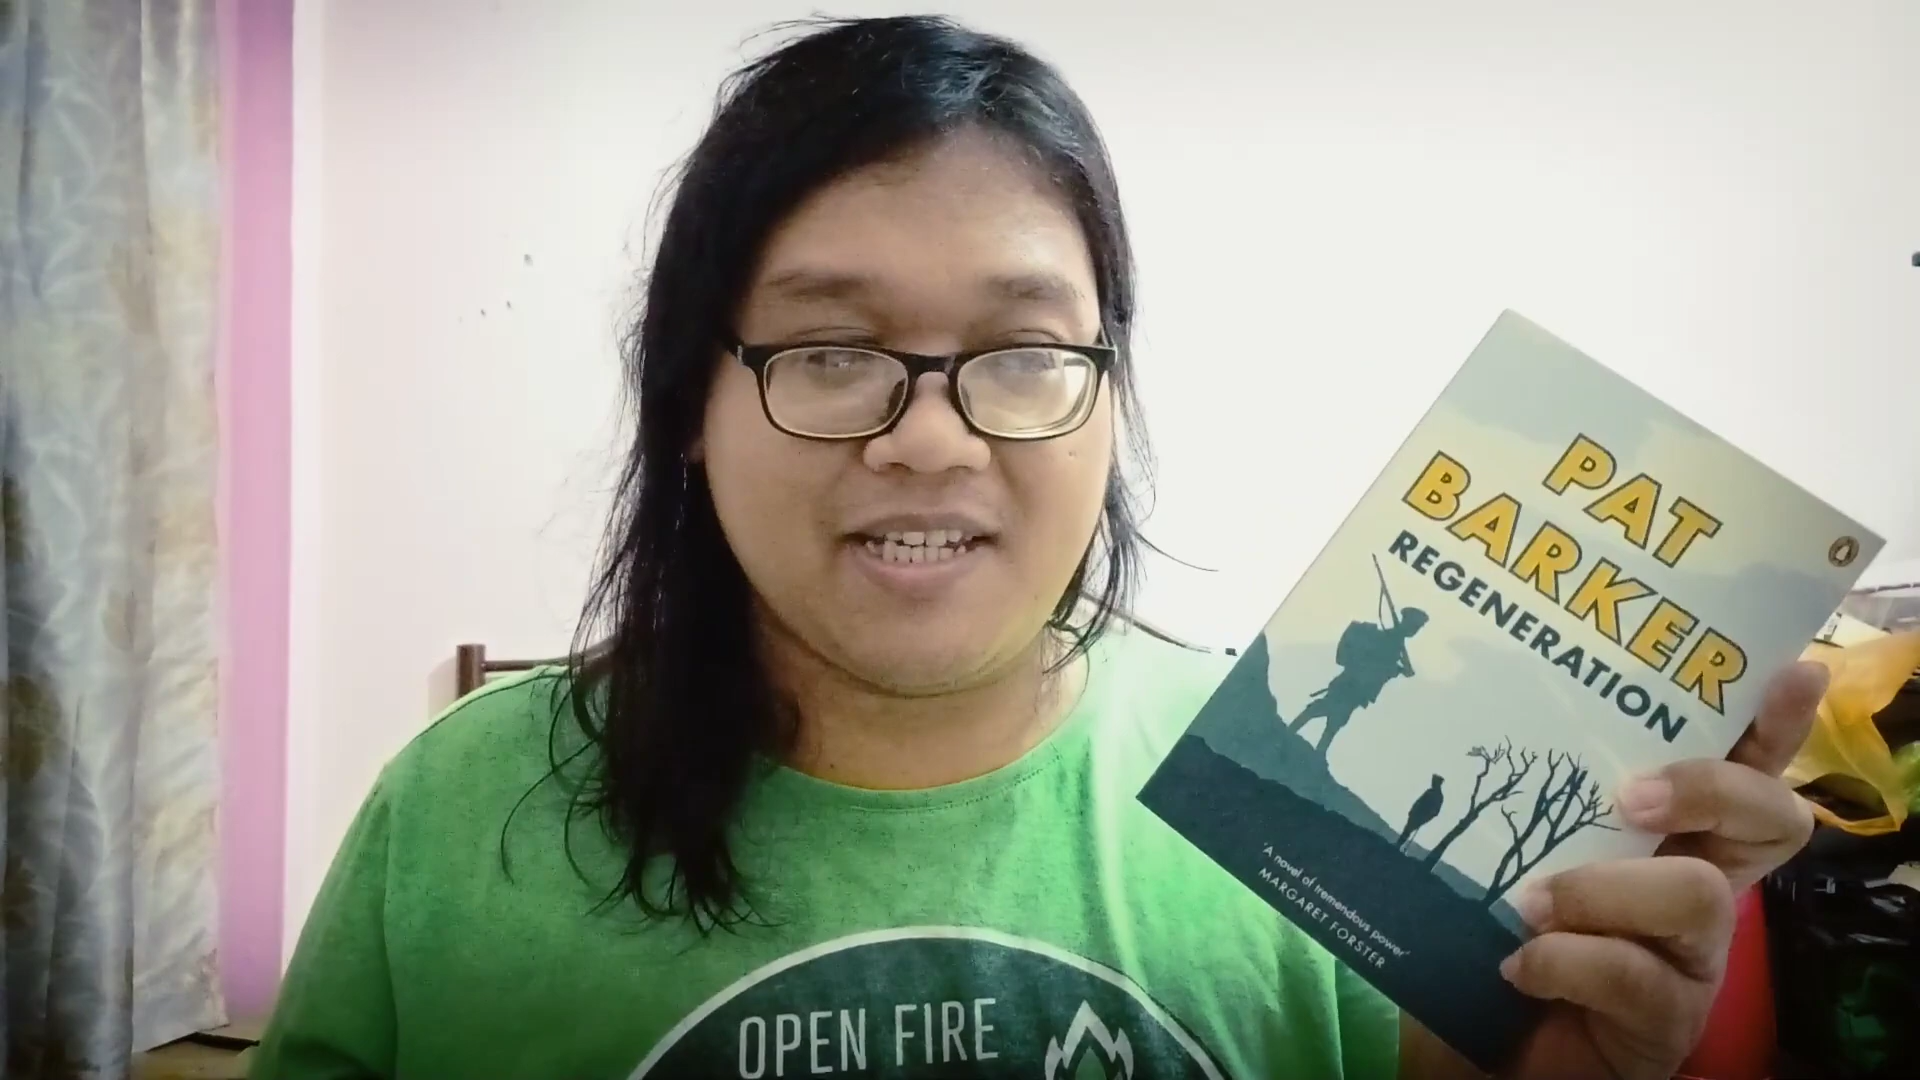 PAT
BARKER
REGENERATION
'A novel of tremendous power'
MARGARET FORSTER
OPEN FIRE